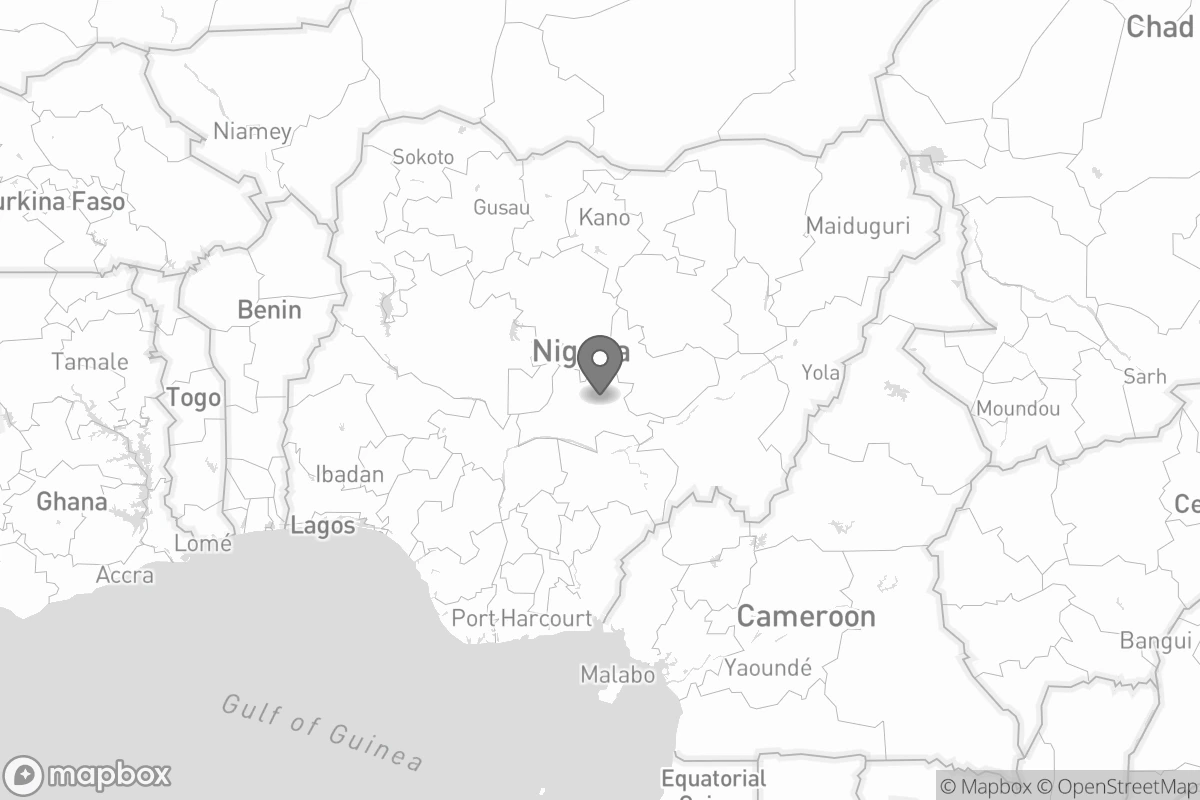 Chad
Niamey
Sokoto
urkina Faso
Gusau
Kano
Maiduguri
Benin
Nig a
Tamale
Togo
Yola
Sarh
Moundou
Ibadan
Ghana
Lagos
Ce
Lomé
Accra
Port Harcourt
Cameroon
Bangui
Malabo
Yaoundé
Gulf of Guinea
mapbox
Equatorial
© Mapbox © OpenStreetMap